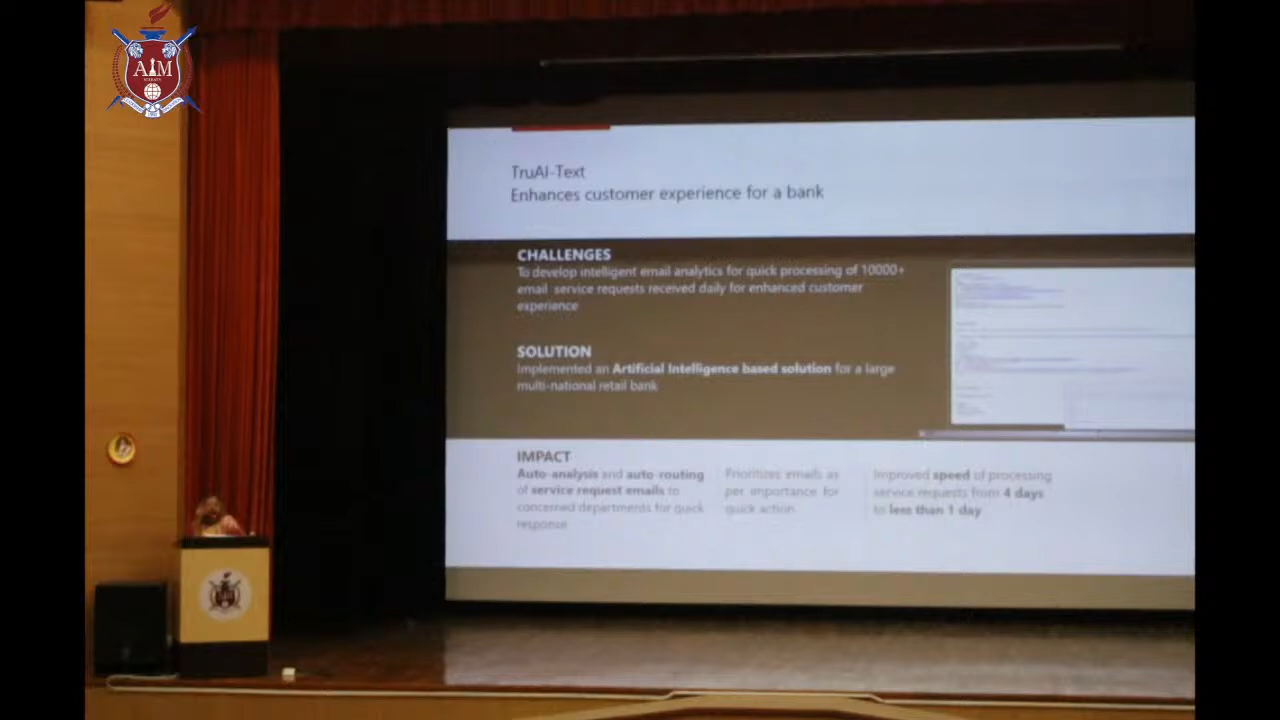 AIM
TruAI-Text
Enhances customer experience for a bank
CHALLENGES
To develop intelligent email analytics for quick processing of 10000+
email service requests received daily for enhanced customer
experience
SOLUTION
Implemented an Artificial Intelligence based solution for a large
multi-national retail bank
IMPACT
Auto-analysis and auto-routing
of service request emails to
concerned departments for quick
response
Prioritizes emails as
per importance for
quick action
Improved speed of processing
service requests from 4 days
to less than 1 day